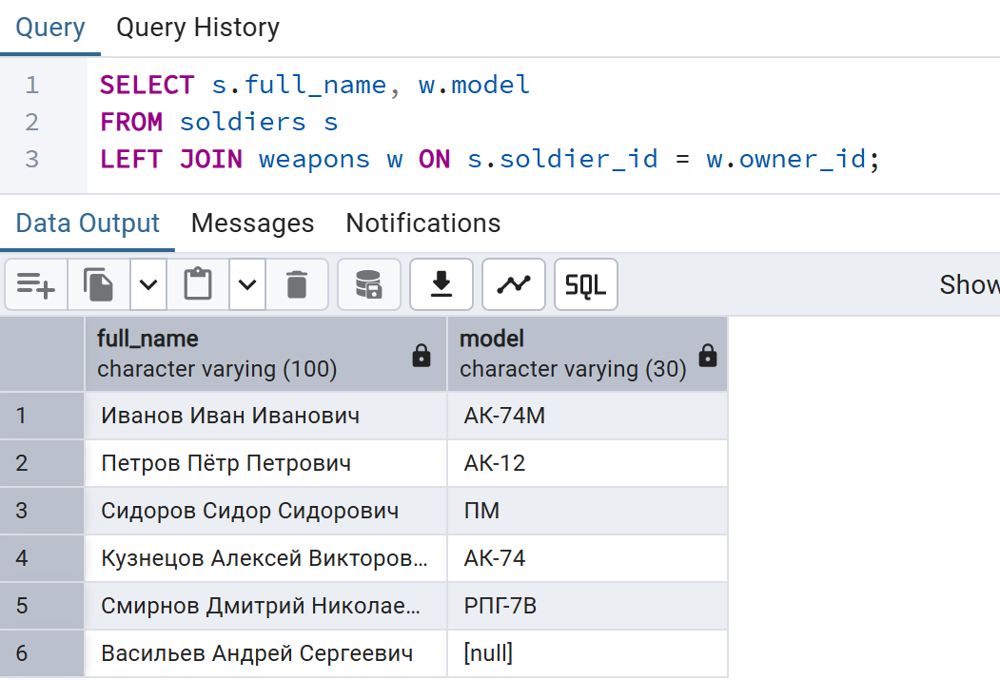 Query Query History
1 SELECT s.full_name, w.model
2 FROM soldiers s
3 LEFT JOIN weapons w ON s.soldier_id = w.owner_id;
Data Output Messages Notifications
SQL Show
full_name model
character varying (100) character varying (30)
1 Иванов Иван Иванович АК-74М
2 Петров Пётр Петрович АК-12
3 Сидоров Сидор Сидорович ПМ
4 Кузнецов Алексей Викторов... АК-74
5 Смирнов Дмитрий Николае... РПГ-7В
6 Васильев Андрей Сергеевич [null]